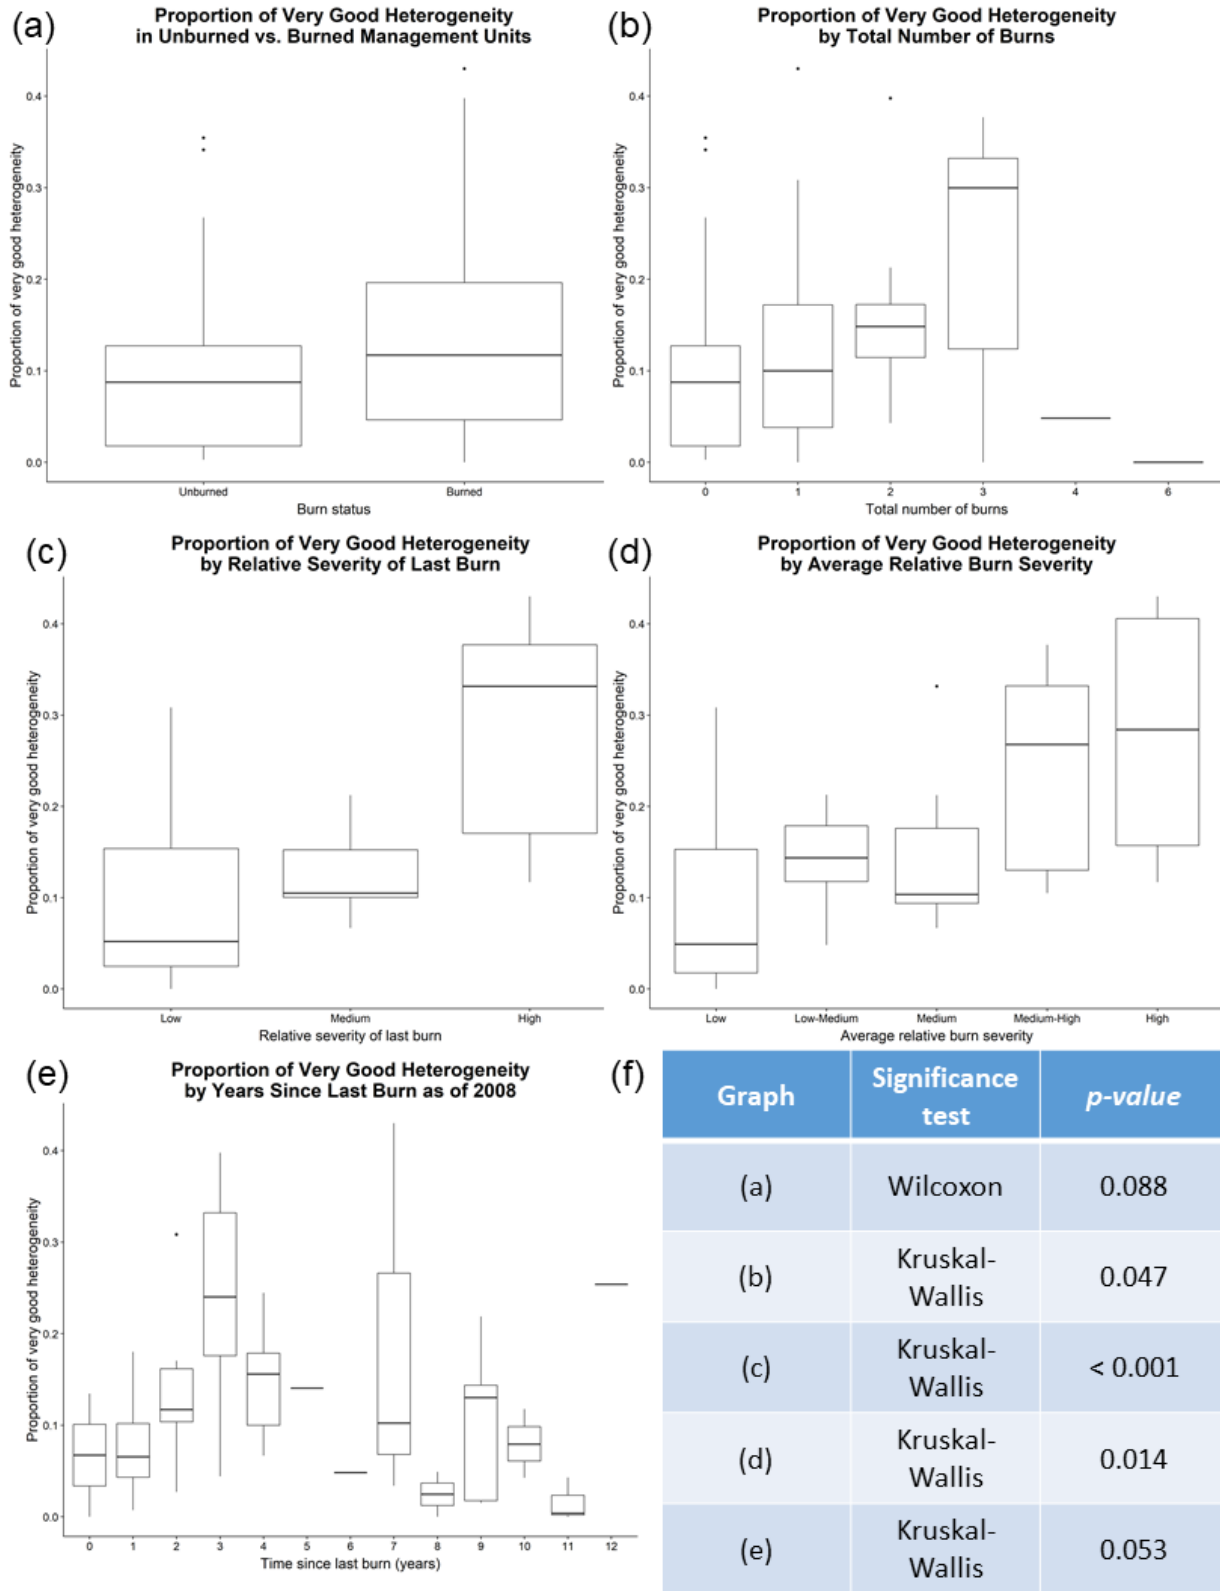 (a)
Proportion of Very Good Heterogeneity
in Unburned vs. Burned Management Units
Proportion of very good heterogeneity
0.4
0.3
0.2
0.1
0.0
Unburned
Burned
Burn status
(b)
Proportion of Very Good Heterogeneity
by Total Number of Burns
Proportion of very good heterogeneity
0.4
0.3
0.2
0.1
0.0
0 1 2 3 4 6
Total number of burns
(c)
Proportion of Very Good Heterogeneity
by Relative Severity of Last Burn
Proportion of very good heterogeneity
0.4
0.3
0.2
0.1
0.0
Low Medium High
Relative severity of last burn
(d)
Proportion of Very Good Heterogeneity
by Average Relative Burn Severity
Proportion of very good heterogeneity
0.4
0.3
0.2
0.1
0.0
Low Low-Medium Medium Medium-High High
Average relative burn severity
(e)
Proportion of Very Good Heterogeneity
by Years Since Last Burn as of 2008
Proportion of very good heterogeneity
0.4
0.3
0.2
0.1
0.0
0 1 2 3 4 5 6 7 8 9 10 11 12
Time since last burn (years)
(f)
Graph
Significance
test
p-value
(a)
Wilcoxon
0.088
(b)
Kruskal-
Wallis
0.047
(c)
Kruskal-
Wallis
< 0.001
(d)
Kruskal-
Wallis
0.014
(e)
Kruskal-
Wallis
0.053